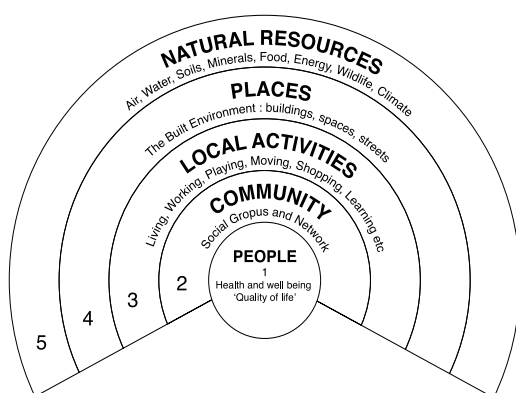 NATURAL RESOURCES
Air, Water, Soils, Minerals, Food, Energy, Wildlife, Climate
PLACES
The Built Environment : buildings, spaces, streets
LOCAL ACTIVITIES
Living, Working, Playing, Moving, Shopping, Learning etc
COMMUNITY
Social Gropus and Network
PEOPLE
1
Health and well being
'Quality of life'
2
3
4
5